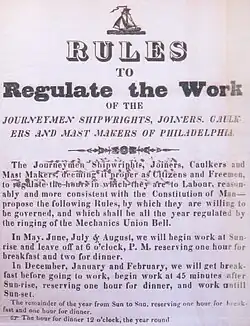 RULES
TO
Regulate the Work
OF THE
JOURNEYMEN SHIPWRIGHTS, JOINERS, CAULK-
ERS AND MAST MAKERS OF PHILADELPHIA
The Journeymen Shipwrights, Joiners, Caulkers and
Mast Makers, deeming it proper as Citizens and Freemen,
to regulate the hours in which they are to Labour, reason-
ably and more consistent with the Constitution of Man—
propose the following Rules, by which they are willing
to be governed, and which shall be all the year regulated by
the ringing of the Mechanics Union Bell.
In May, June, July & August, we will begin work at Sun-
rise and leave off at 6 o'clock, P. M. reserving one hour for
breakfast and two for dinner.
In December, January and February, we will get break-
fast before going to work, begin work at 45 minutes after
Sun-rise, reserving one hour for dinner, and work untill
Sun-set.
The remainder of the year from Sun to Sun, reserving one hour for break-
fast and one hour for dinner.
☞ The hour for dinner 12 o'clock, the year round